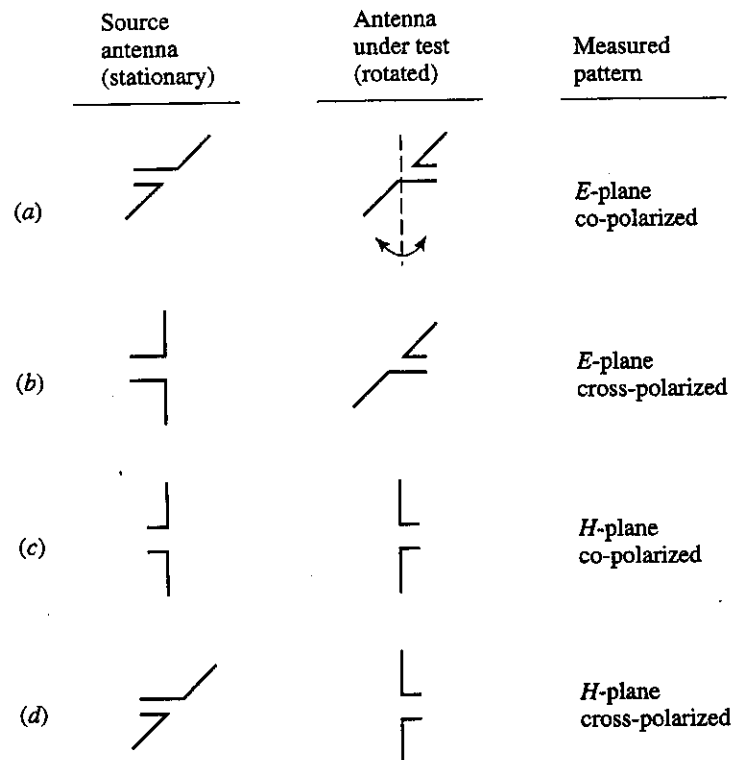 Source
antenna
(stationary)
Antenna
under test
(rotated)
Measured
pattern
(a)
E-plane
co-polarized
(b)
E-plane
cross-polarized
(c)
H-plane
co-polarized
(d)
H-plane
cross-polarized